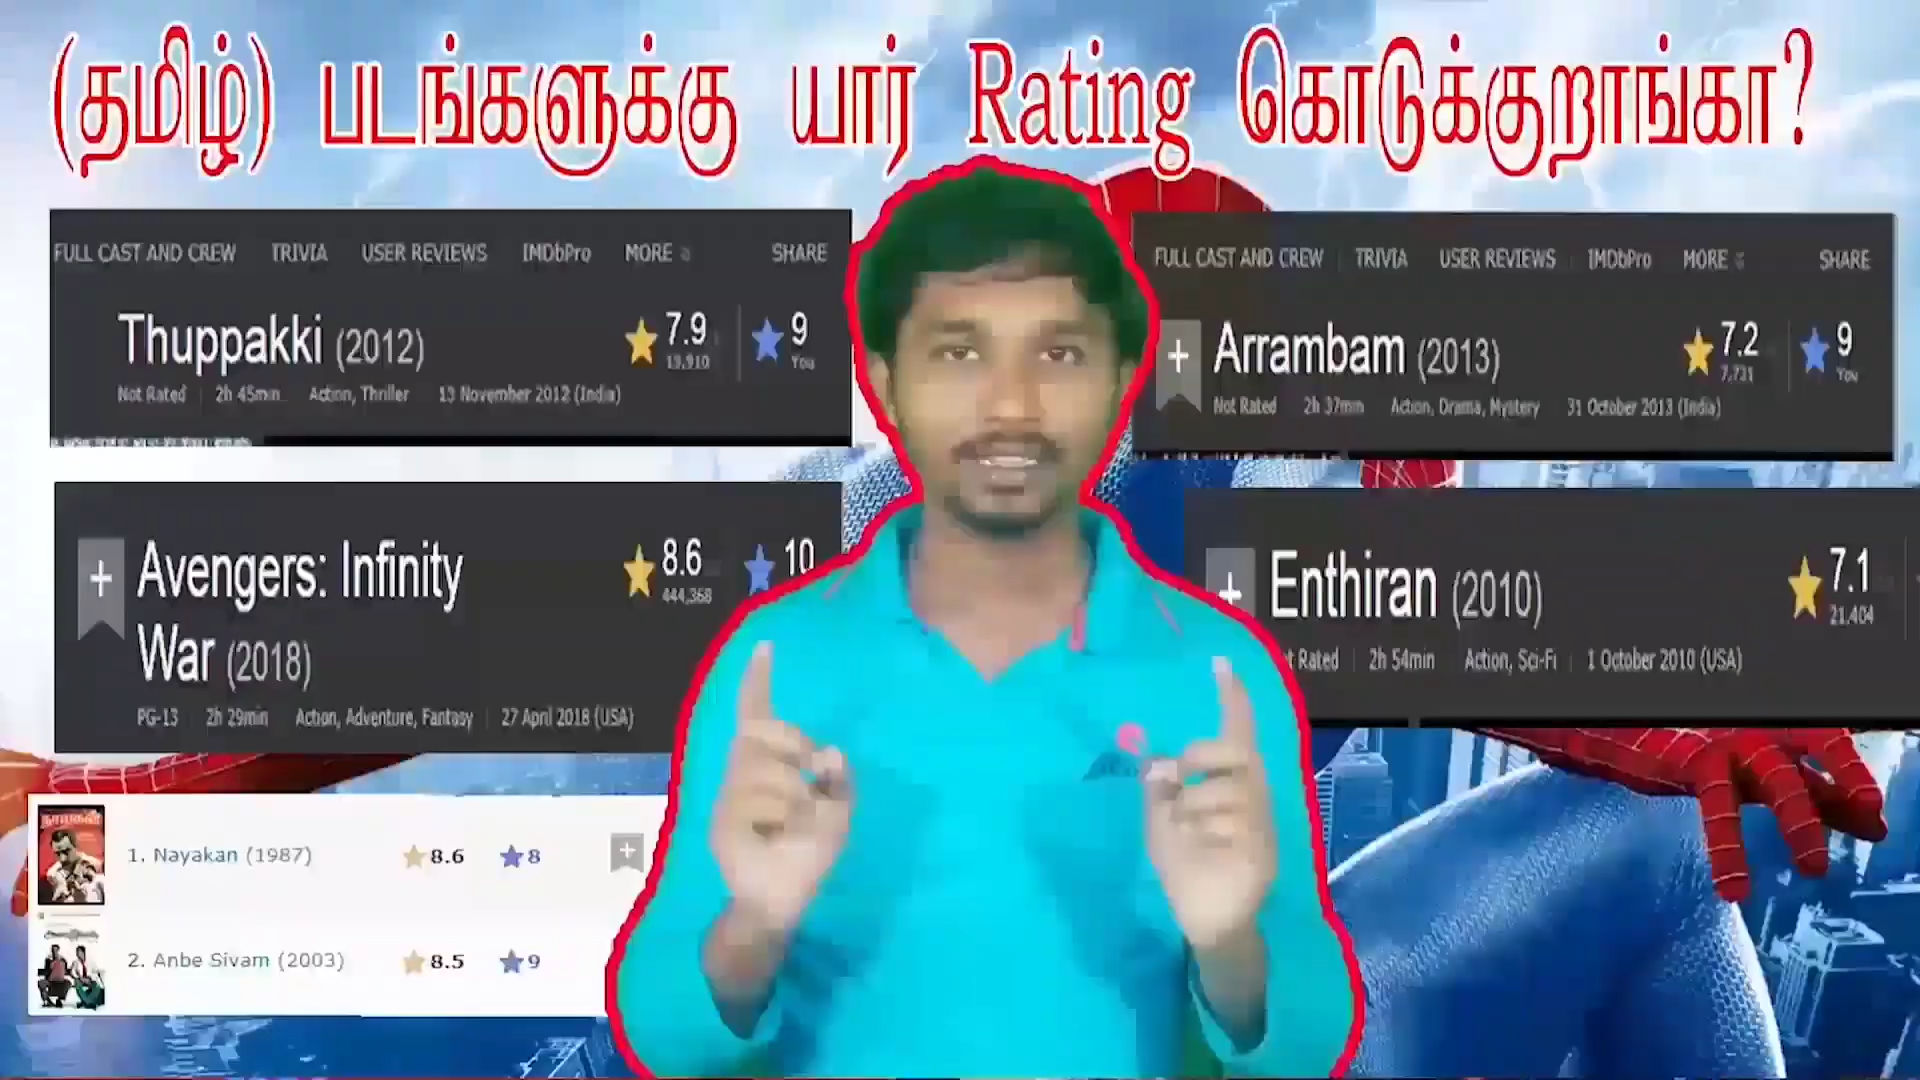 (தமிழ்) படங்களுக்கு யார் Rating கொடுக்குறாங்கா?
FULL CAST AND CREW TRIVIA USER REVIEWS IMDbPro MORE SHARE
Thuppakki (2012) 7.9 9
13,910 You
Not Rated 2h 45min Action, Thriller 13 November 2012 (India)
FULL CAST AND CREW TRIVIA USER REVIEWS IMDbPro MORE SHARE
+ Arrambam (2013) 7.2 9
7,731 You
Not Rated 2h 37min Action, Drama, Mystery 31 October 2013 (India)
+ Avengers: Infinity 8.6 10
444,368
War (2018)
PG-13 2h 29min Action, Adventure, Fantasy 27 April 2018 (USA)
+ Enthiran (2010) 7.1
21,404
Rated 2h 54min Action, Sci-Fi 1 October 2010 (USA)
நாயகன்
1. Nayakan (1987) 8.6 8 +
2. Anbe Sivam (2003) 8.5 9